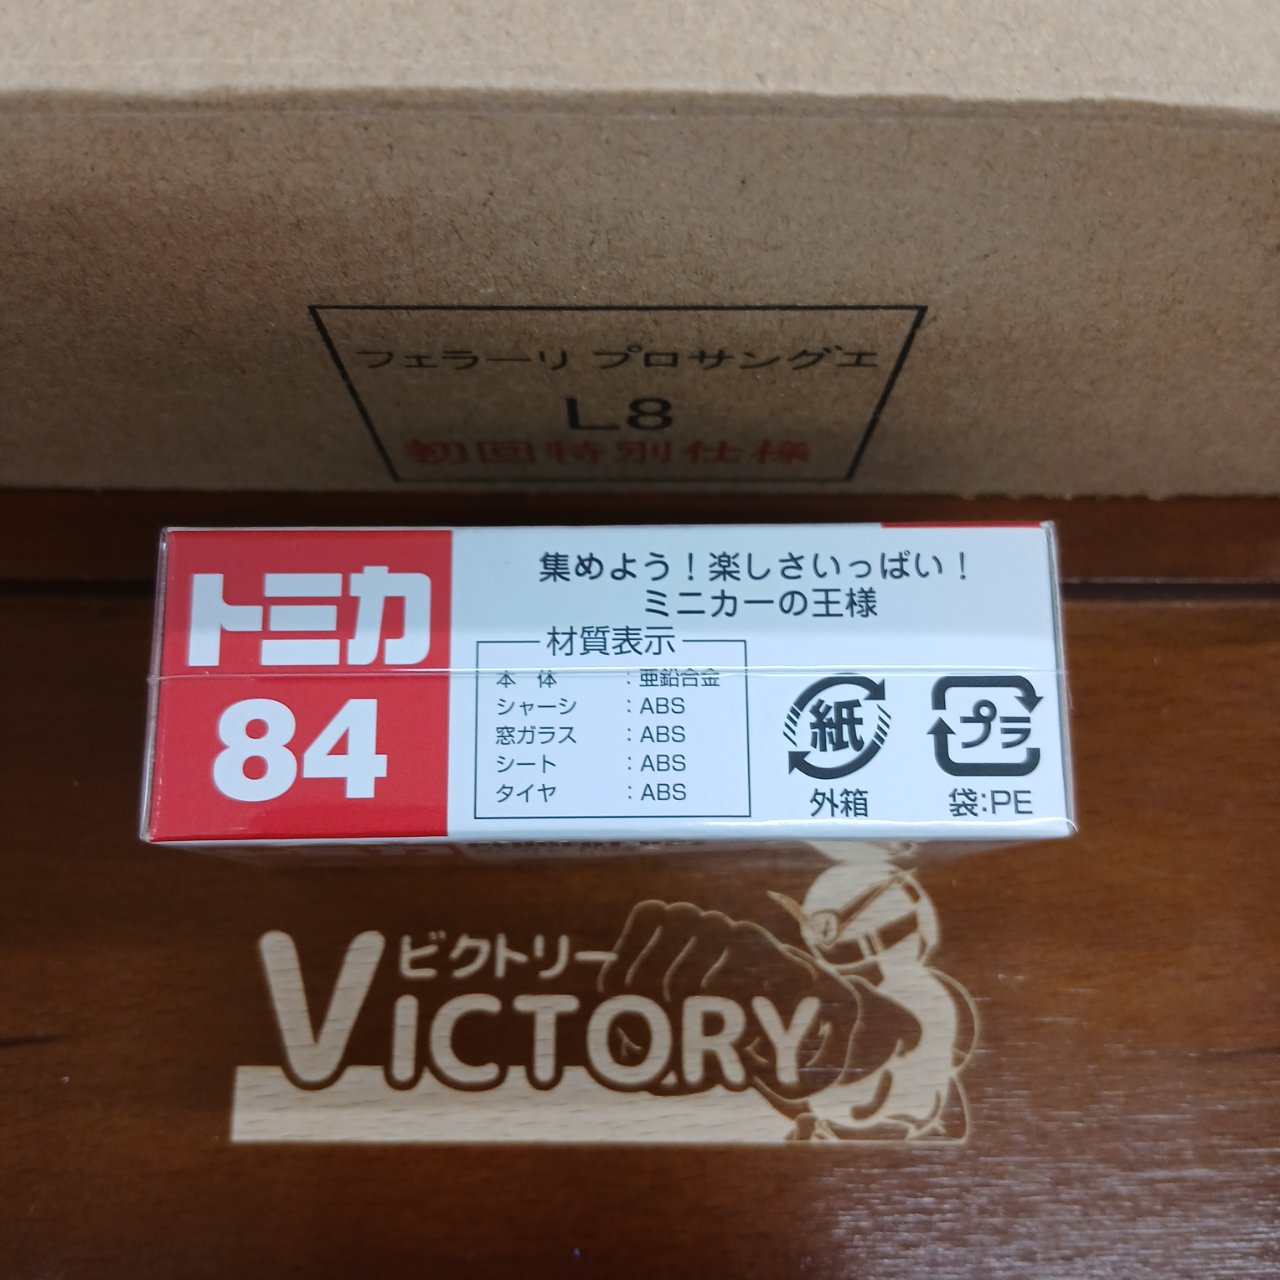 フェラーリ プロサングエ
L8
初回特別仕様
トミカ
84
集めよう！楽しさいっぱい！
ミニカーの王様
材質表示
本 体 ：亜鉛合金
シャーシ ：ABS
窓ガラス ：ABS
シート ：ABS
タイヤ ：ABS
紙
外箱
プラ
袋:PE
ビクトリー
VICTORY